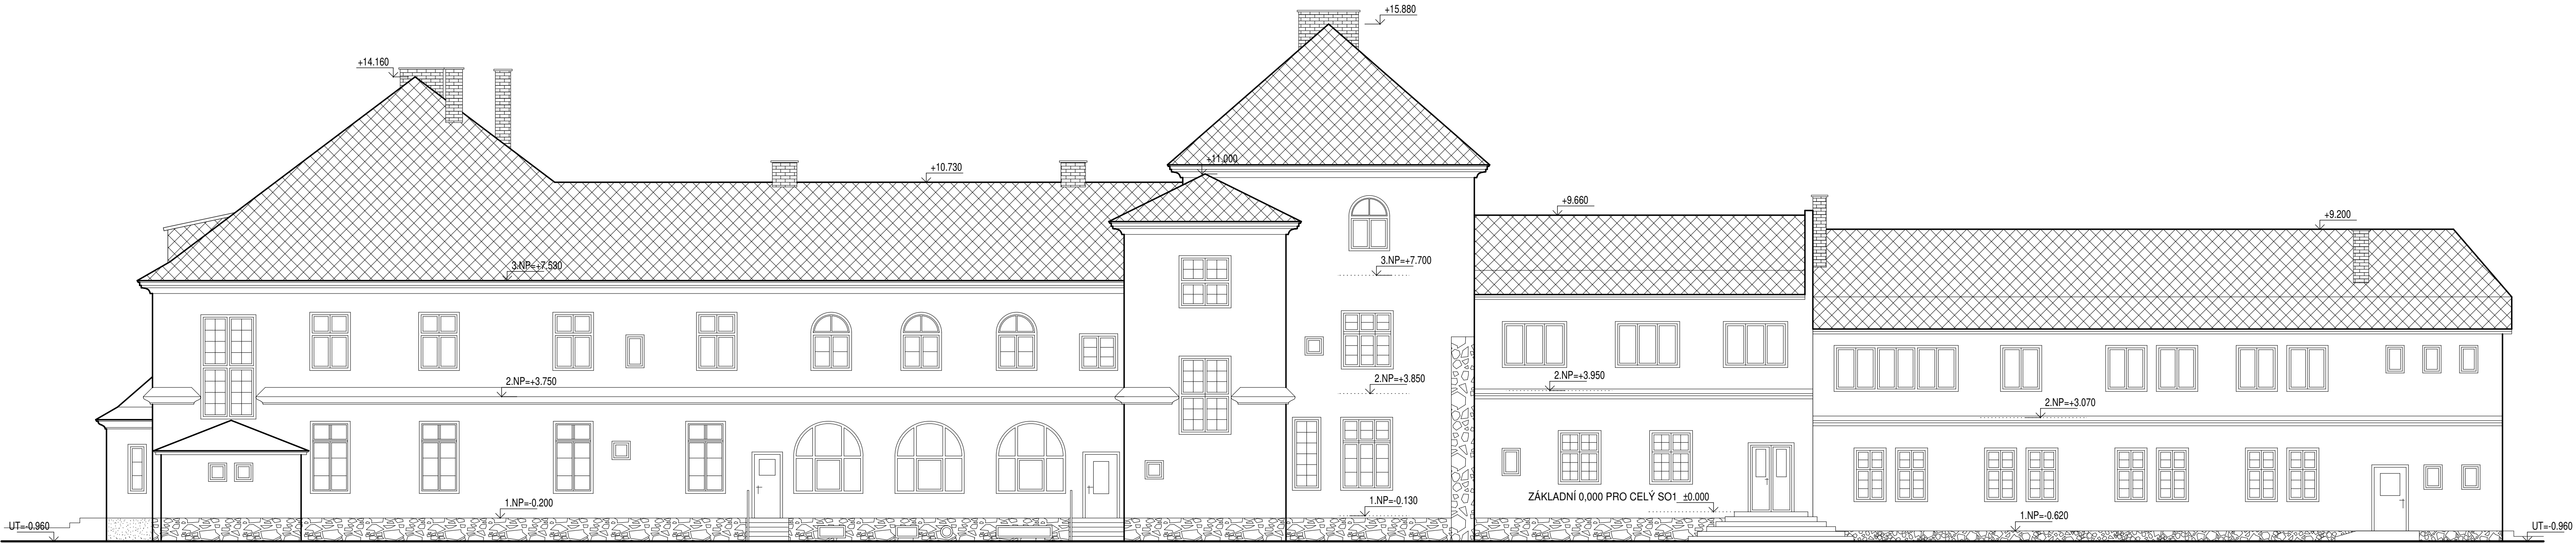 +15.880
+14.160
+11.000
+10.730
+9.660
+9.200
3.NP=+7.530
3.NP=+7.700
2.NP=+3.750
2.NP=+3.850
2.NP=+3.950
2.NP=+3.070
1.NP=-0.200
1.NP=-0.130
ZÁKLADNÍ 0,000 PRO CELÝ SO1 ±0.000
1.NP=-0.620
UT=-0.960
UT=-0.960